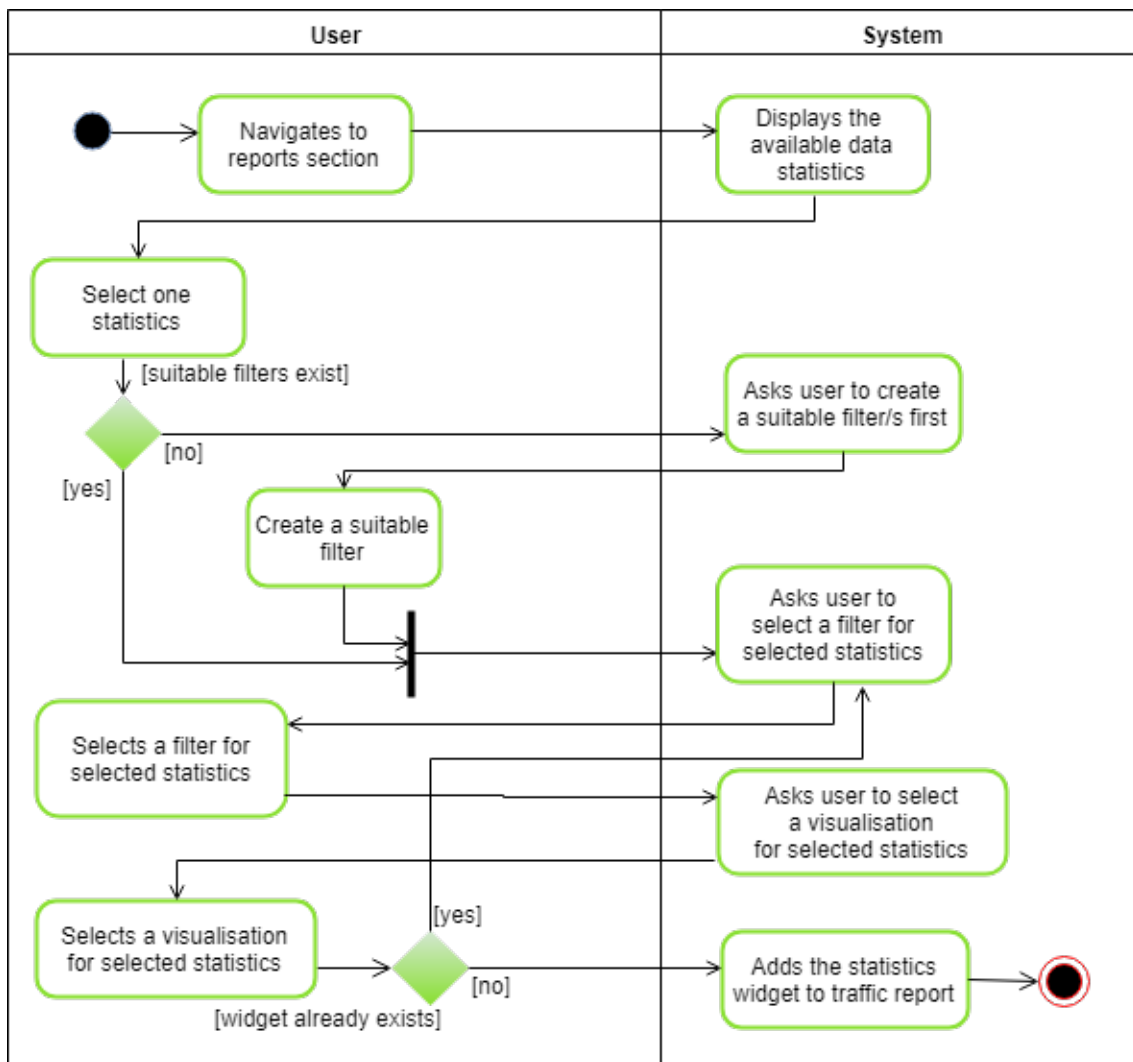 User
System
Navigates to
reports section
Displays the
available data
statistics
Select one
statistics
[suitable filters exist]
[no]
[yes]
Asks user to create
a suitable filter/s first
Create a suitable
filter
Asks user to
select a filter for
selected statistics
Selects a filter for
selected statistics
Asks user to select
a visualisation
for selected statistics
Selects a visualisation
for selected statistics
[yes]
[no]
[widget already exists]
Adds the statistics
widget to traffic report